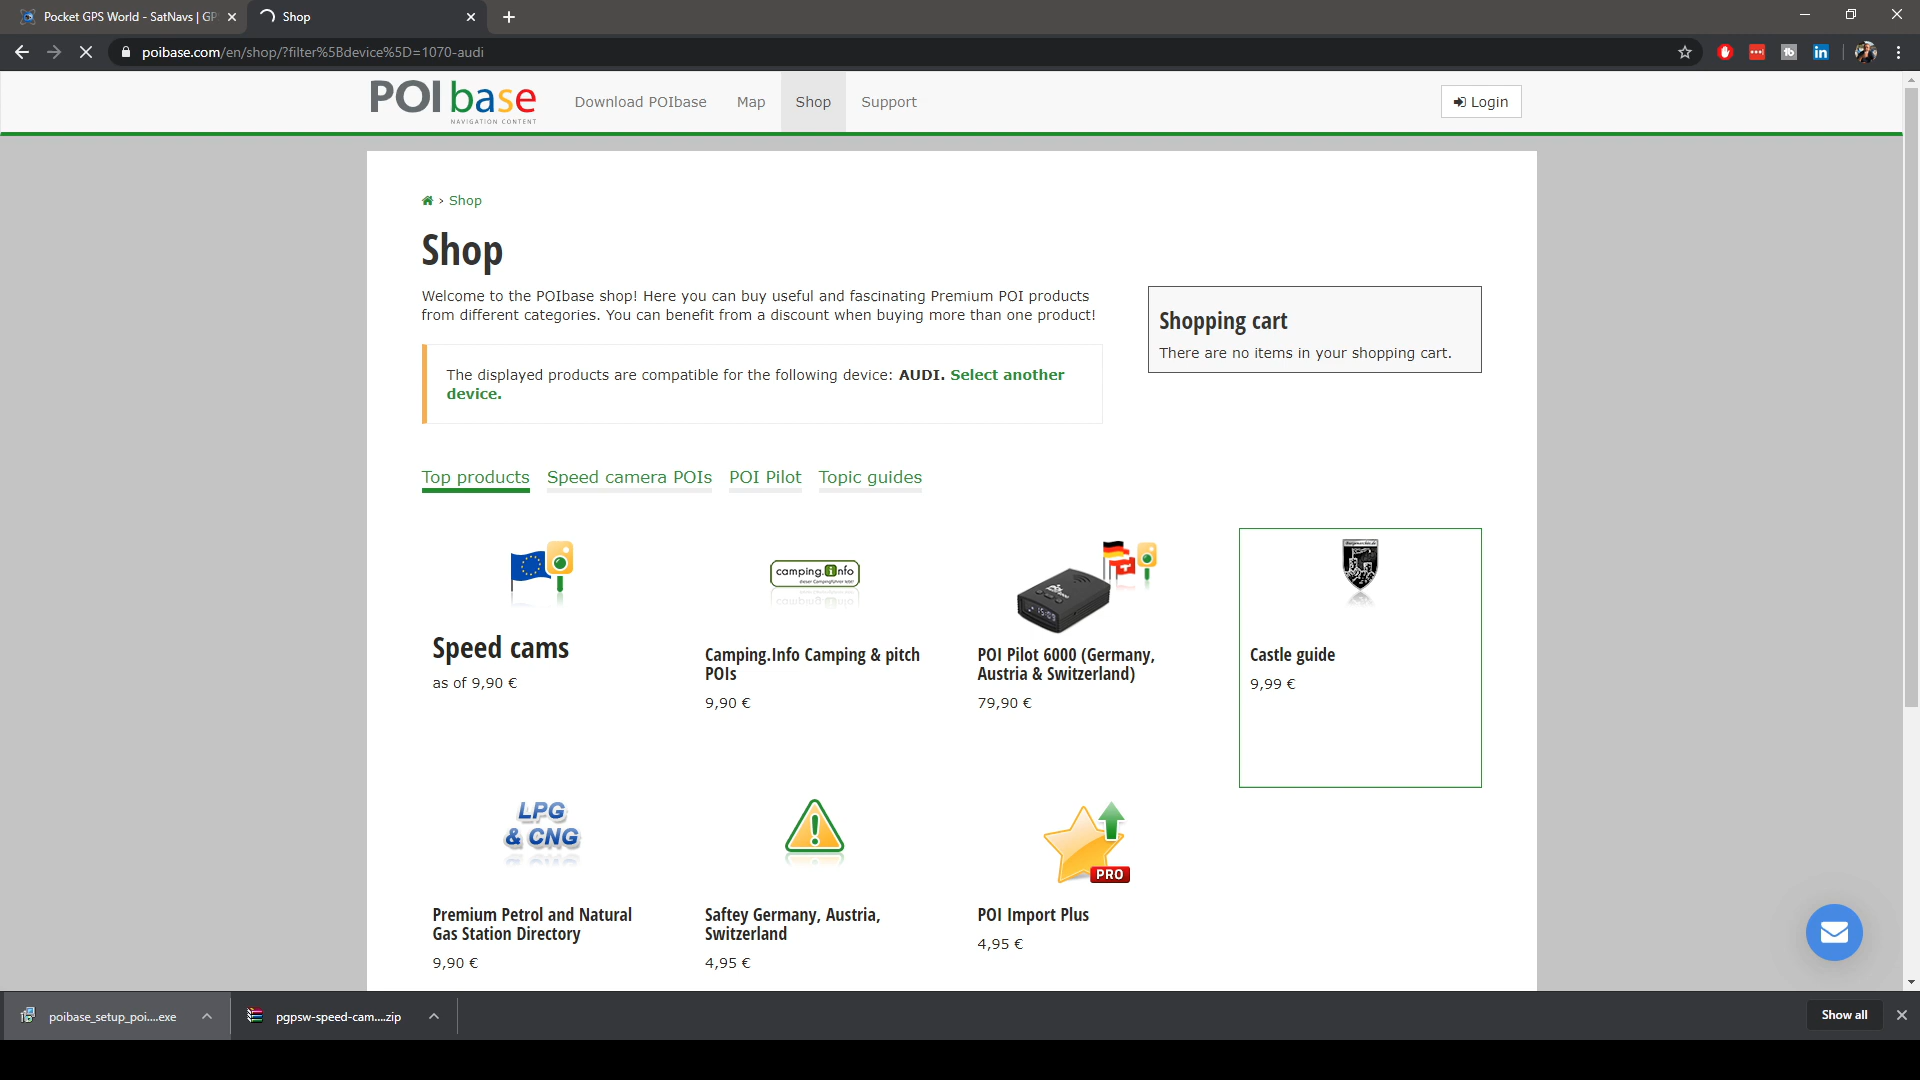 Pocket GPS World - SatNavs | GP
Shop
poibase.com/en/shop/?filter%5Bdevice%5D=1070-audi
POI base
NAVIGATION CONTENT
Download POIbase
Map
Shop
Support
Login
› Shop
Shop
Welcome to the POIbase shop! Here you can buy useful and fascinating Premium POI products
from different categories. You can benefit from a discount when buying more than one product!
Shopping cart
There are no items in your shopping cart.
The displayed products are compatible for the following device: AUDI. Select another
device.
Top products
Speed camera POIs
POI Pilot
Topic guides
camping.info
Speed cams
as of 9,90 €
Camping.Info Camping & pitch
POIs
9,90 €
POI Pilot 6000 (Germany,
Austria & Switzerland)
79,90 €
Castle guide
9,99 €
LPG
& CNG
PRO
Premium Petrol and Natural
Gas Station Directory
9,90 €
Saftey Germany, Austria,
Switzerland
4,95 €
POI Import Plus
4,95 €
poibase_setup_poi....exe
pgpsw-speed-cam....zip
Show all